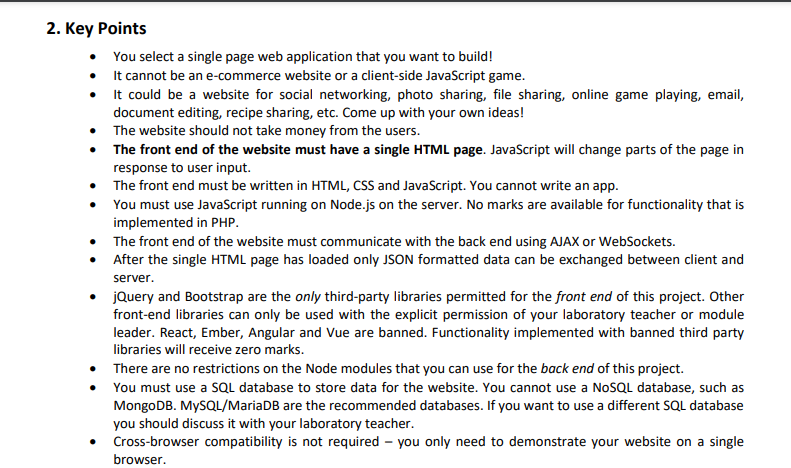 2. Key Points
• You select a single page web application that you want to build!
• It cannot be an e-commerce website or a client-side JavaScript game.
• It could be a website for social networking, photo sharing, file sharing, online game playing, email,
document editing, recipe sharing, etc. Come up with your own ideas!
• The website should not take money from the users.
• The front end of the website must have a single HTML page. JavaScript will change parts of the page in
response to user input.
• The front end must be written in HTML, CSS and JavaScript. You cannot write an app.
• You must use JavaScript running on Node.js on the server. No marks are available for functionality that is
implemented in PHP.
• The front end of the website must communicate with the back end using AJAX or WebSockets.
• After the single HTML page has loaded only JSON formatted data can be exchanged between client and
server.
• jQuery and Bootstrap are the only third-party libraries permitted for the front end of this project. Other
front-end libraries can only be used with the explicit permission of your laboratory teacher or module
leader. React, Ember, Angular and Vue are banned. Functionality implemented with banned third party
libraries will receive zero marks.
• There are no restrictions on the Node modules that you can use for the back end of this project.
• You must use a SQL database to store data for the website. You cannot use a NoSQL database, such as
MongoDB. MySQL/MariaDB are the recommended databases. If you want to use a different SQL database
you should discuss it with your laboratory teacher.
• Cross-browser compatibility is not required – you only need to demonstrate your website on a single
browser.